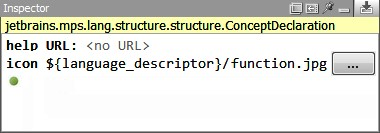 Inspector
jetbrains.mps.lang.structure.structure.ConceptDeclaration
help URL: <no URL>
icon ${language_descriptor}/function.jpg ...